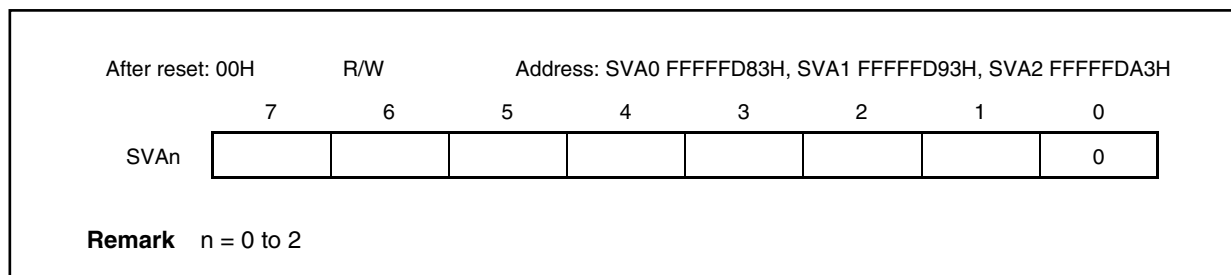 After reset: 00H R/W Address: SVA0 FFFFFD83H, SVA1 FFFFFD93H, SVA2 FFFFFDA3H
7 6 5 4 3 2 1 0
SVAn 0
Remark n = 0 to 2